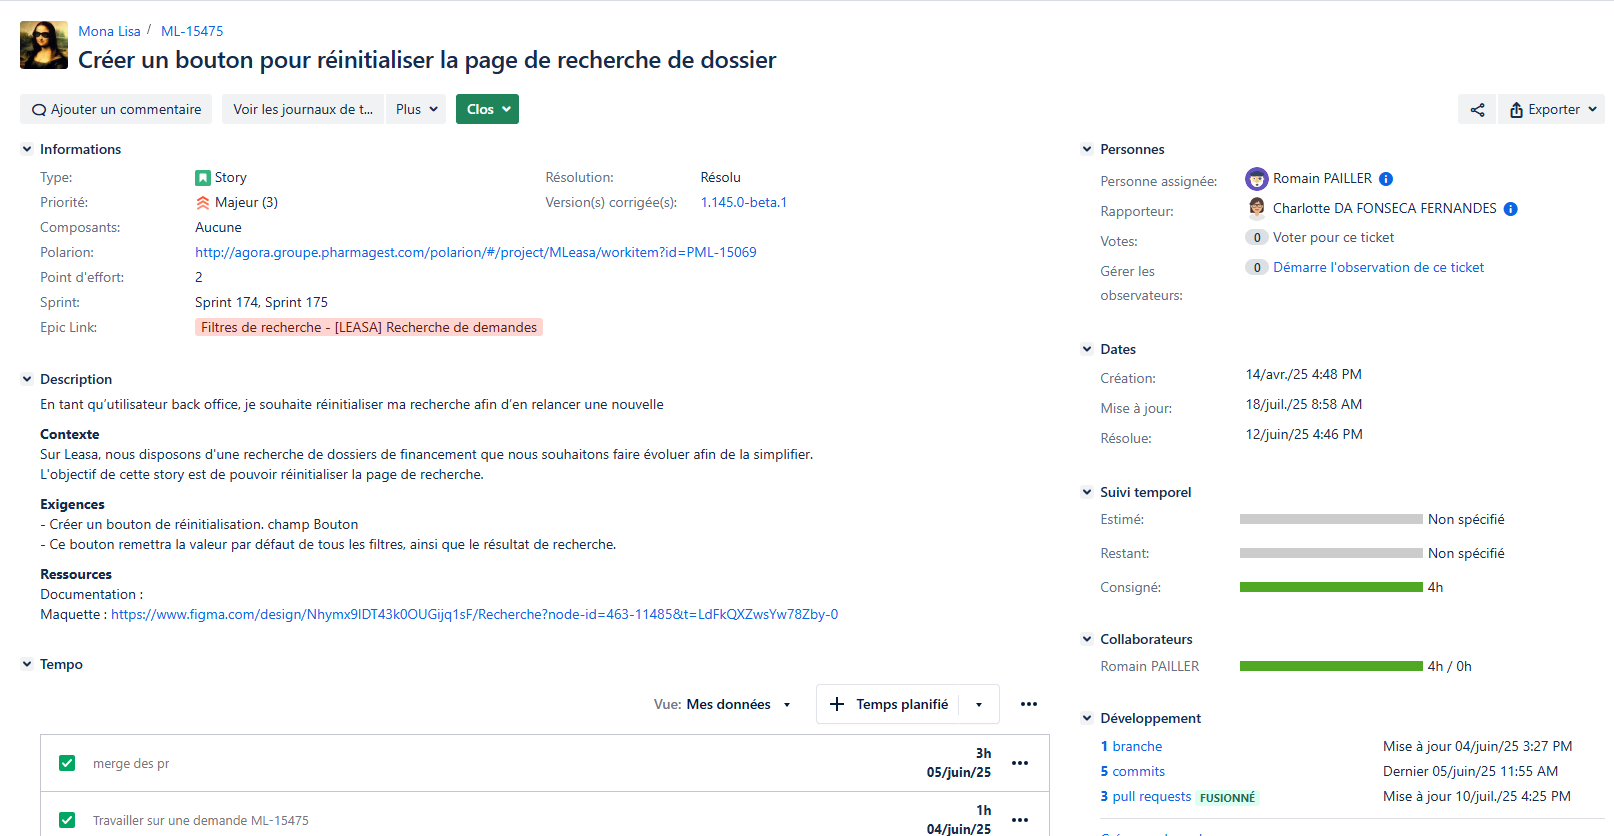 Mona Lisa / ML-15475
Créer un bouton pour réinitialiser la page de recherche de dossier
Ajouter un commentaire Voir les journaux de t... Plus Clos Exporter
Informations
Type: Story Résolution: Résolu
Priorité: Majeur (3) Version(s) corrigée(s): 1.145.0-beta.1
Composants: Aucune
Polarion: http://agora.groupe.pharmagest.com/polarion/#/project/MLeasa/workitem?id=PML-15069
Point d'effort: 2
Sprint: Sprint 174, Sprint 175
Epic Link: Filtres de recherche - [LEASA] Recherche de demandes
Description
En tant qu’utilisateur back office, je souhaite réinitialiser ma recherche afin d’en relancer une nouvelle
Contexte
Sur Leasa, nous disposons d'une recherche de dossiers de financement que nous souhaitons faire évoluer afin de la simplifier.
L'objectif de cette story est de pouvoir réinitialiser la page de recherche.
Exigences
- Créer un bouton de réinitialisation. champ Bouton
- Ce bouton remettra la valeur par défaut de tous les filtres, ainsi que le résultat de recherche.
Ressources
Documentation :
Maquette : https://www.figma.com/design/Nhymx9IDT43k0OUGijq1sF/Recherche?node-id=463-11485&t=LdFkQXZwsYw78Zby-0
Tempo
Vue: Mes données Temps planifié
merge des pr 3h
05/juin/25
Travailler sur une demande ML-15475 1h
04/juin/25
Personnes
Personne assignée: Romain PAILLER
Rapporteur: Charlotte DA FONSECA FERNANDES
Votes: 0 Voter pour ce ticket
Gérer les observateurs: 0 Démarre l'observation de ce ticket
Dates
Création: 14/avr./25 4:48 PM
Mise à jour: 18/juil./25 8:58 AM
Résolue: 12/juin/25 4:46 PM
Suivi temporel
Estimé: Non spécifié
Restant: Non spécifié
Consigné: 4h
Collaborateurs
Romain PAILLER 4h / 0h
Développement
1 branche Mise à jour 04/juin/25 3:27 PM
5 commits Dernier 05/juin/25 11:55 AM
3 pull requests FUSIONNÉ Mise à jour 10/juil./25 4:25 PM